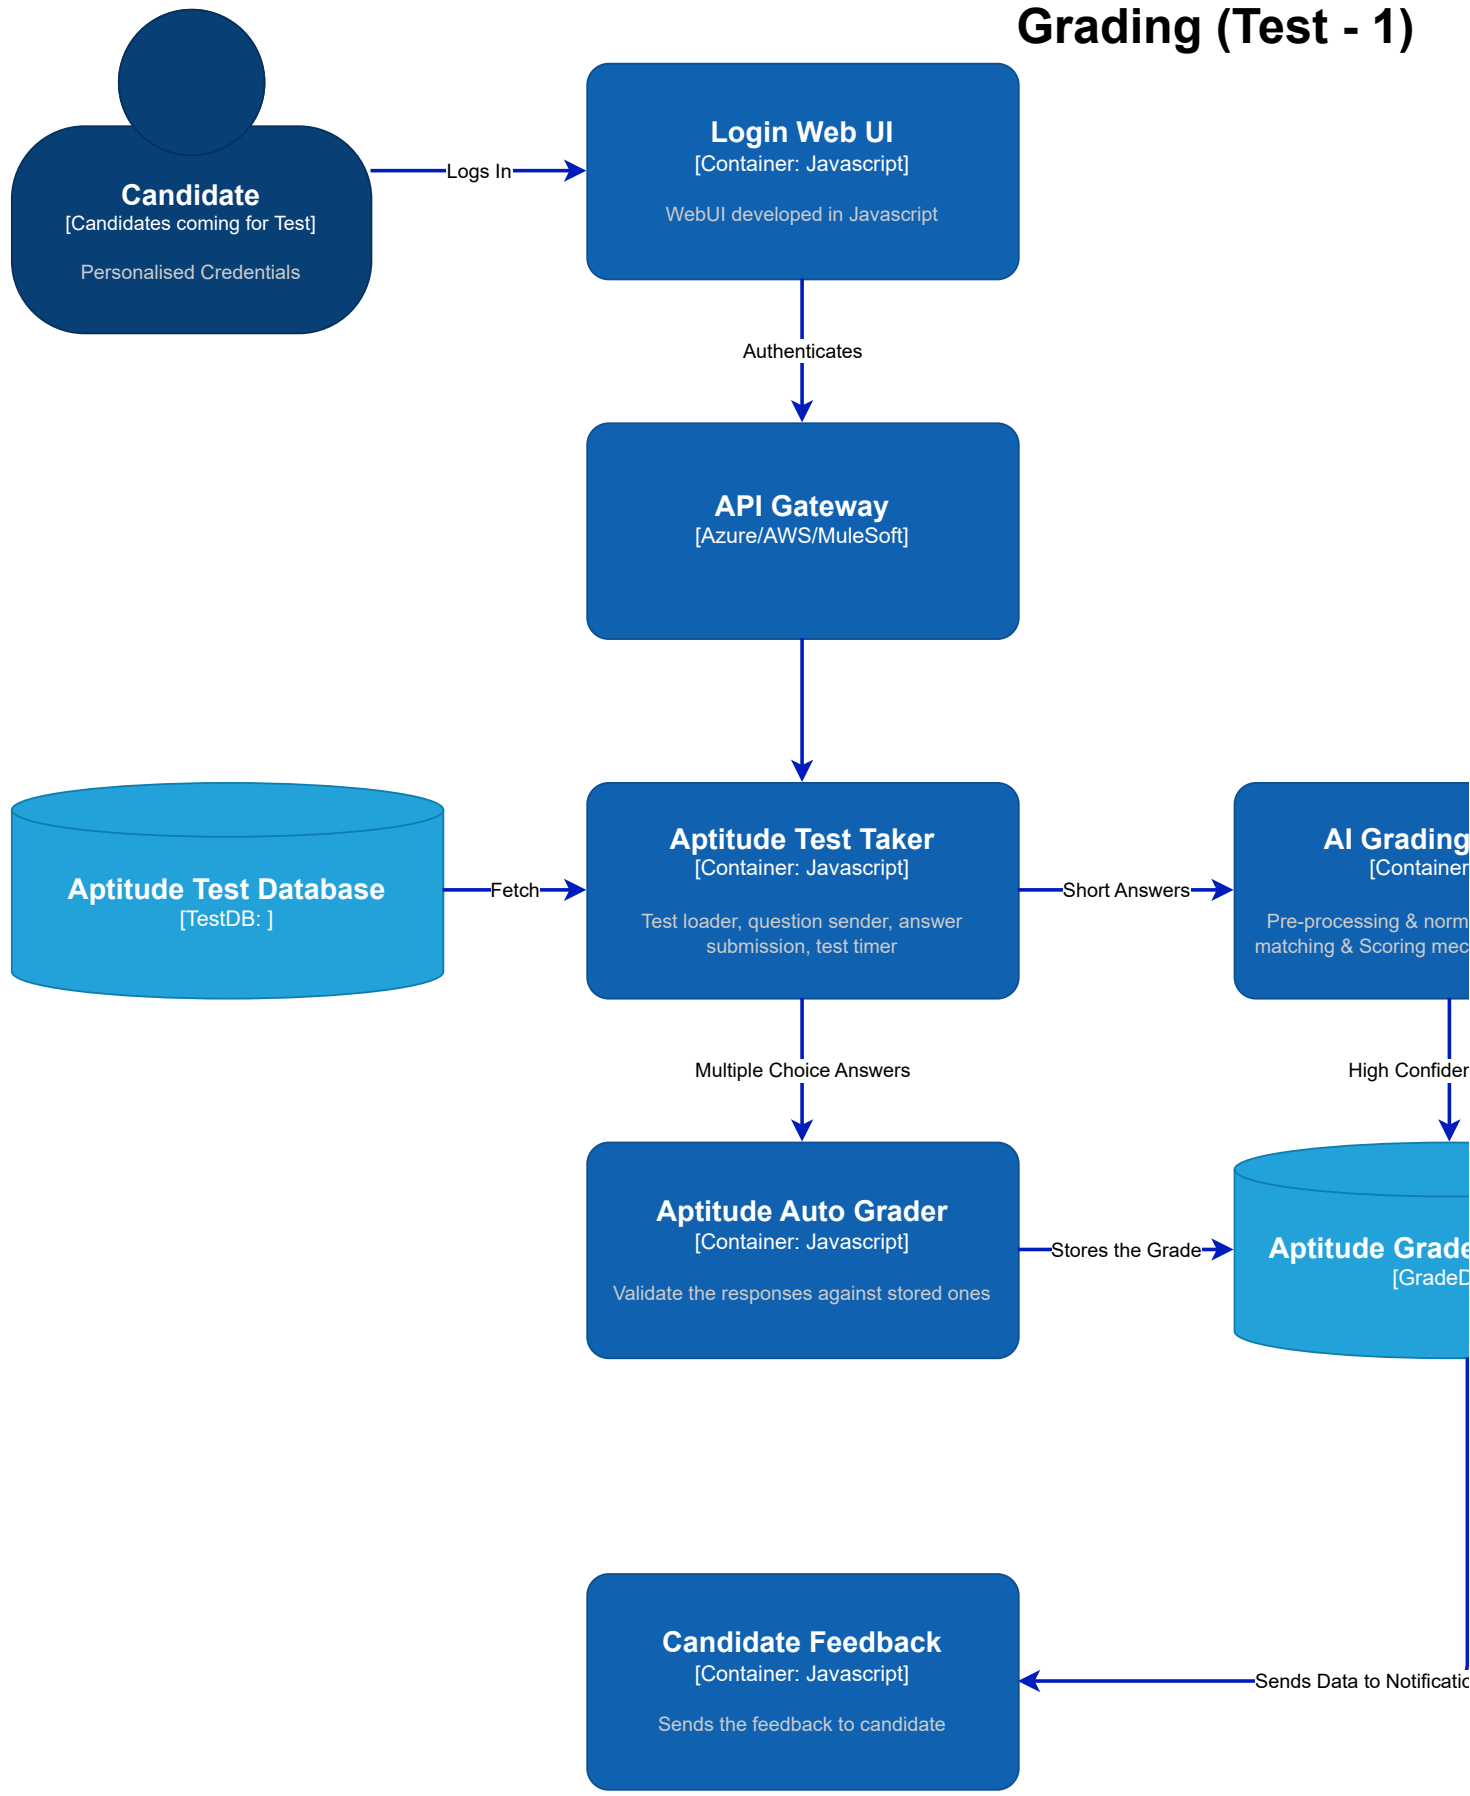 Grading (Test - 1)
Candidate
[Candidates coming for Test]
Personalised Credentials
Logs In
Login Web UI
[Container: Javascript]
WebUI developed in Javascript
Authenticates
API Gateway
[Azure/AWS/MuleSoft]
Aptitude Test Database
[TestDB: ]
Fetch
Aptitude Test Taker
[Container: Javascript]
Test loader, question sender, answer
submission, test timer
Short Answers
AI Grading
[Container
Pre-processing & norm
matching & Scoring mec
Multiple Choice Answers
High Confiden
Aptitude Auto Grader
[Container: Javascript]
Validate the responses against stored ones
Stores the Grade
Aptitude Grade
[GradeD
Candidate Feedback
[Container: Javascript]
Sends the feedback to candidate
Sends Data to Notificatio